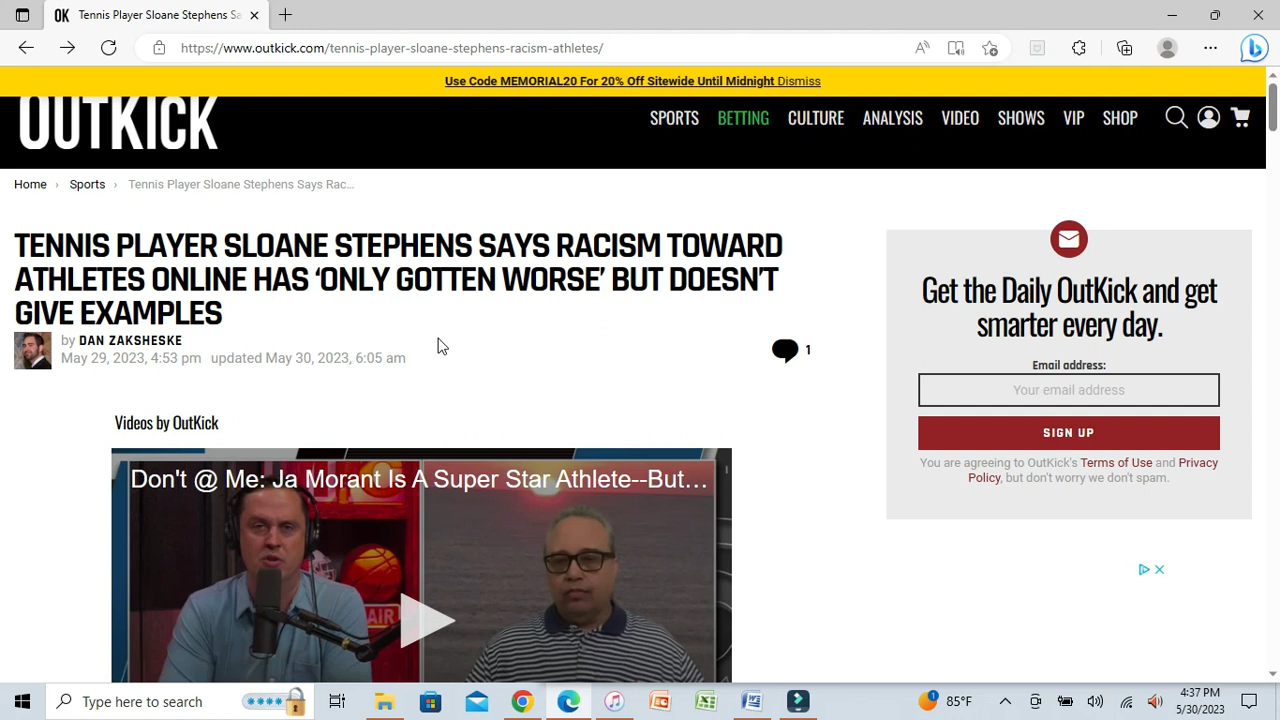 Tennis Player Sloane Stephens Sa
https://www.outkick.com/tennis-player-sloane-stephens-racism-athletes/
Use Code MEMORIAL20 For 20% Off Sitewide Until Midnight Dismiss
OUTKICK
SPORTS BETTING CULTURE ANALYSIS VIDEO SHOWS VIP SHOP
Home › Sports › Tennis Player Sloane Stephens Says Rac...
TENNIS PLAYER SLOANE STEPHENS SAYS RACISM TOWARD
ATHLETES ONLINE HAS ‘ONLY GOTTEN WORSE’ BUT DOESN’T
GIVE EXAMPLES
by DAN ZAKSHESKE
May 29, 2023, 4:53 pm updated May 30, 2023, 6:05 am
1
Videos by OutKick
Don't @ Me: Ja Morant Is A Super Star Athlete--But...
AIR
Get the Daily OutKick and get
smarter every day.
Email address:
Your email address
SIGN UP
You are agreeing to OutKick's Terms of Use and Privacy
Policy, but don't worry we don't spam.
Type here to search
1
85°F
4:37 PM
5/30/2023